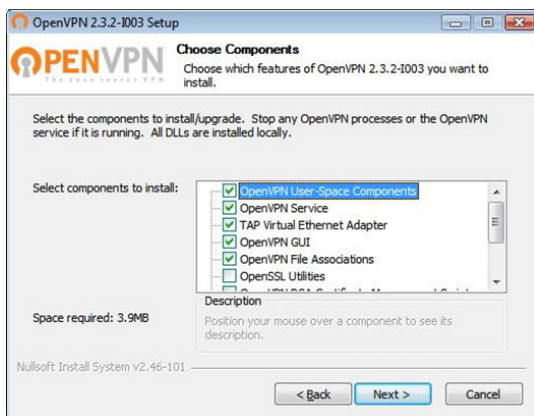 OpenVPN 2.3.2-I003 Setup
OPENVPN
The open source VPN
Choose Components
Choose which features of OpenVPN 2.3.2-I003 you want to
install.
Select the components to install/upgrade. Stop any OpenVPN processes or the OpenVPN
service if it is running. All DLLs are installed locally.
Select components to install:
OpenVPN User-Space Components
OpenVPN Service
TAP Virtual Ethernet Adapter
OpenVPN GUI
OpenVPN File Associations
OpenSSL Utilities
Space required: 3.9MB
Description
Position your mouse over a component to see its
description.
Nullsoft Install System v2.46-101
< Back
Next >
Cancel